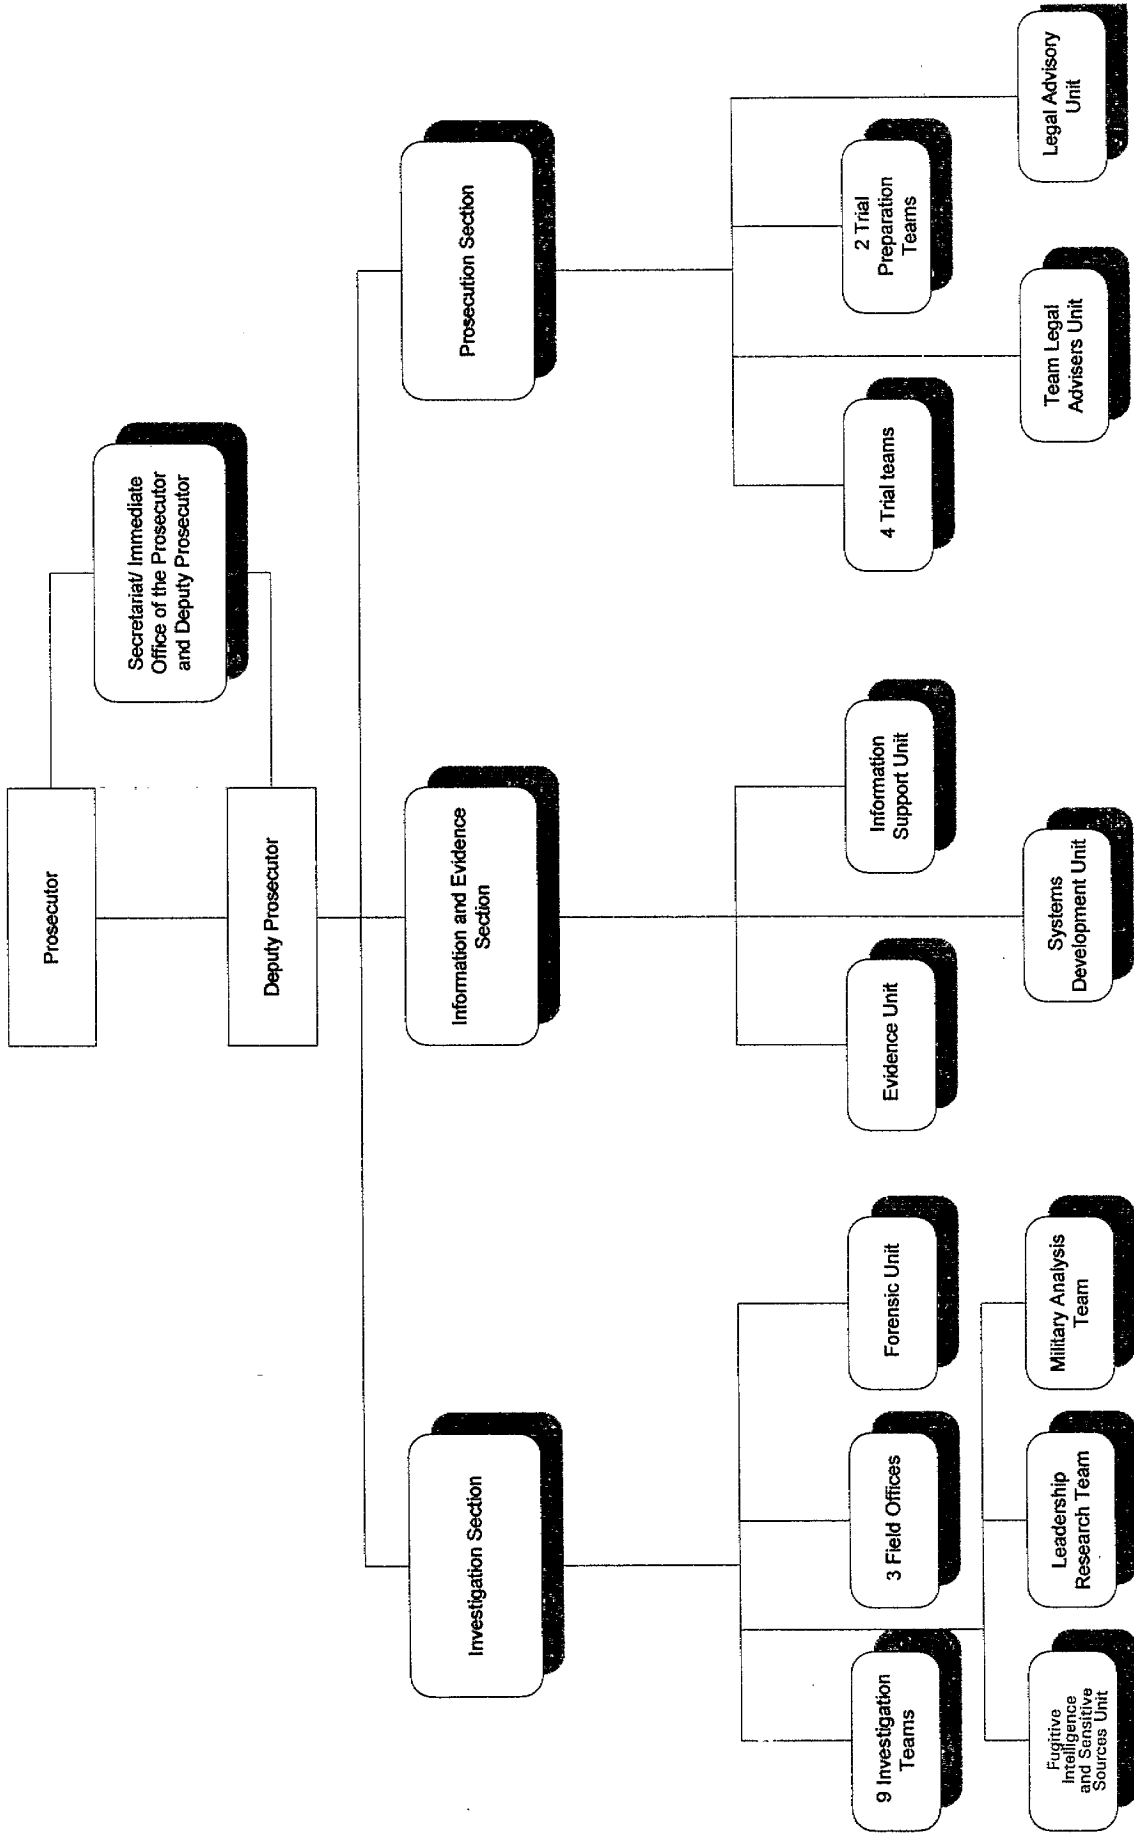 Prosecutor
Secretariat/ Immediate
Office of the Prosecutor
and Deputy Prosecutor
Deputy Prosecutor
Investigation Section
Information and Evidence
Section
Prosecution Section
9 Investigation
Teams
3 Field Offices
Forensic Unit
Evidence Unit
Information
Support Unit
4 Trial teams
2 Trial
Preparation
Teams
Fugitive
Intelligence
and Sensitive
Sources Unit
Leadership
Research Team
Military Analysis
Team
Systems
Development Unit
Team Legal
Advisers Unit
Legal Advisory
Unit